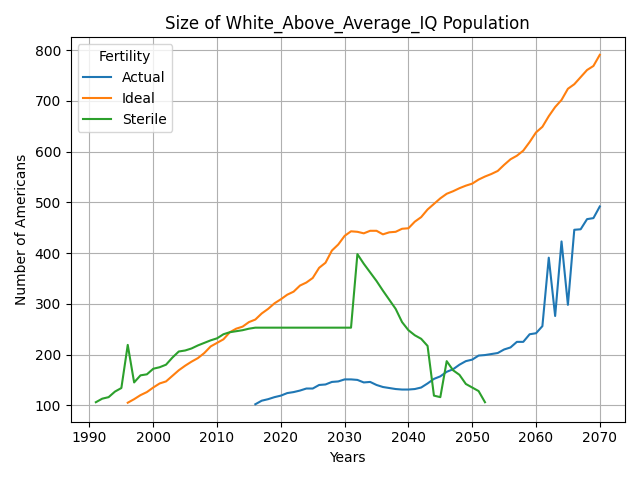 Size of White_Above_Average_IQ Population
Fertility
Actual
Ideal
Sterile
Number of Americans
800
700
600
500
400
300
200
100
1990 2000 2010 2020 2030 2040 2050 2060 2070
Years